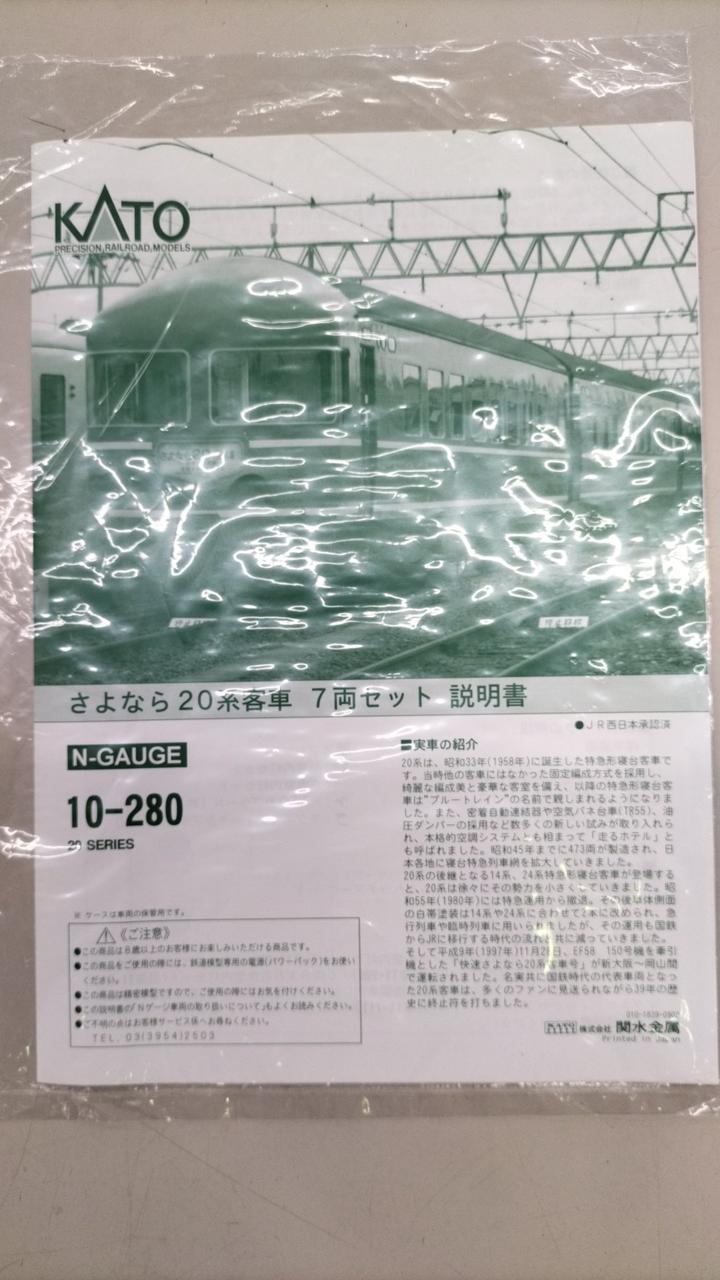 KATO
PRECISION RAILROAD MODELS
さよなら20系客車 7両セット 説明書
●JR西日本承認済
N-GAUGE
10-280
20 SERIES
※ ケースは車両の保管用です。
《ご注意》
●この商品は8歳以上のお客様にお楽しみいただける商品です。
●この商品をご使用の際には、鉄道模型専用の電源(パワーパック)をお使い
ください。
●この商品は精密模型ですので、ご使用の際にはお気を付けください。
●この説明書の「Nゲージ車両の取り扱いについて」もよくお読みください。
●ご不明の点はお客様サービス係へお尋ねください。
TEL. 03(3954)2503
■実車の紹介
20系は、昭和33年(1958年)に誕生した特急形寝台客車で
す。当時他の客車にはなかった固定編成方式を採用し、
綺麗な編成美と豪華な客室を備え、以降の特急形寝台客
車は"ブルートレイン"の名前で親しまれるようになりま
した。また、密着自動連結器や空気バネ台車(TR55)、油
圧ダンパーの採用など数多くの新しい試みが取り入れら
れ、本格的空調システムとも相まって「走るホテル」と
も呼ばれました。昭和45年までに473両が製造され、日
本各地に寝台特急列車網を拡大していきました。
20系の後継となる14系、24系特急形寝台客車が登場する
と、20系は徐々にその勢力を小さくしていきました。昭
和55年(1980年)には特急運用から撤退。その後車体側面
の白帯塗装は14系や24系に合わせて2本に改められ、急
行列車や臨時列車に用いられましたが、その運用も国鉄
からJRに移行する時代の流れと共に減っていきました。
そして平成9年(1997年)11月29日、EF58 150号機を牽引
機とした「快速さよなら20系客車号」が新大阪〜岡山間
で運転されました。名実共に国鉄時代の代表車両となっ
た20系客車は、多くのファンに見送られながら39年の歴
史に終止符を打ちました。
KATO 株式会社 関水金属
Printed in Japan